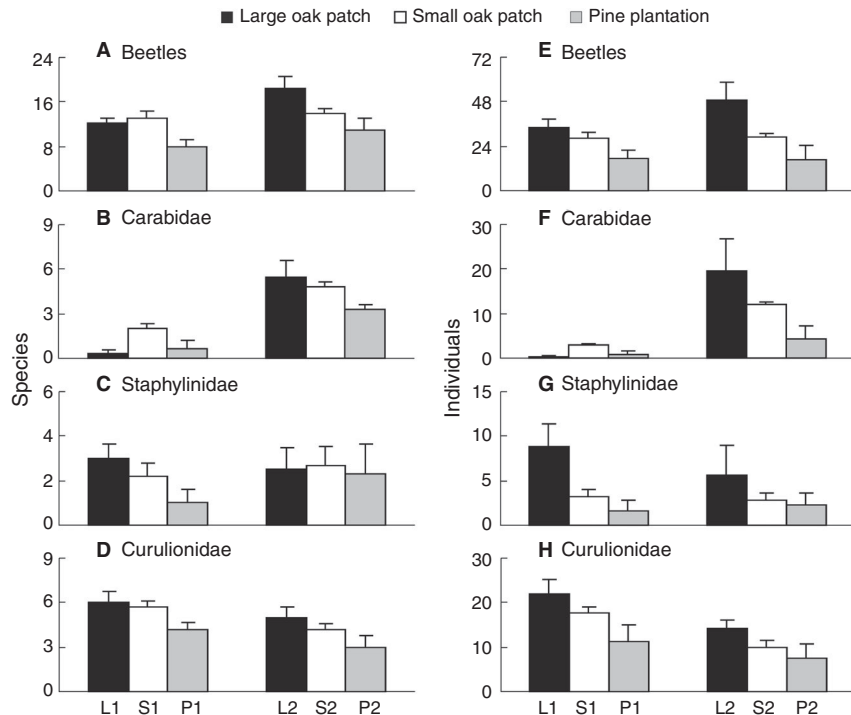 Large oak patch Small oak patch Pine plantation
A Beetles
24
16
8
0
B Carabidae
9
6
3
0
C Staphylinidae
6
4
2
0
D Curulionidae
9
6
3
0
L1 S1 P1 L2 S2 P2
Species
E Beetles
72
48
24
0
F Carabidae
30
20
10
0
G Staphylinidae
15
10
5
0
H Curulionidae
30
20
10
0
L1 S1 P1 L2 S2 P2
Individuals